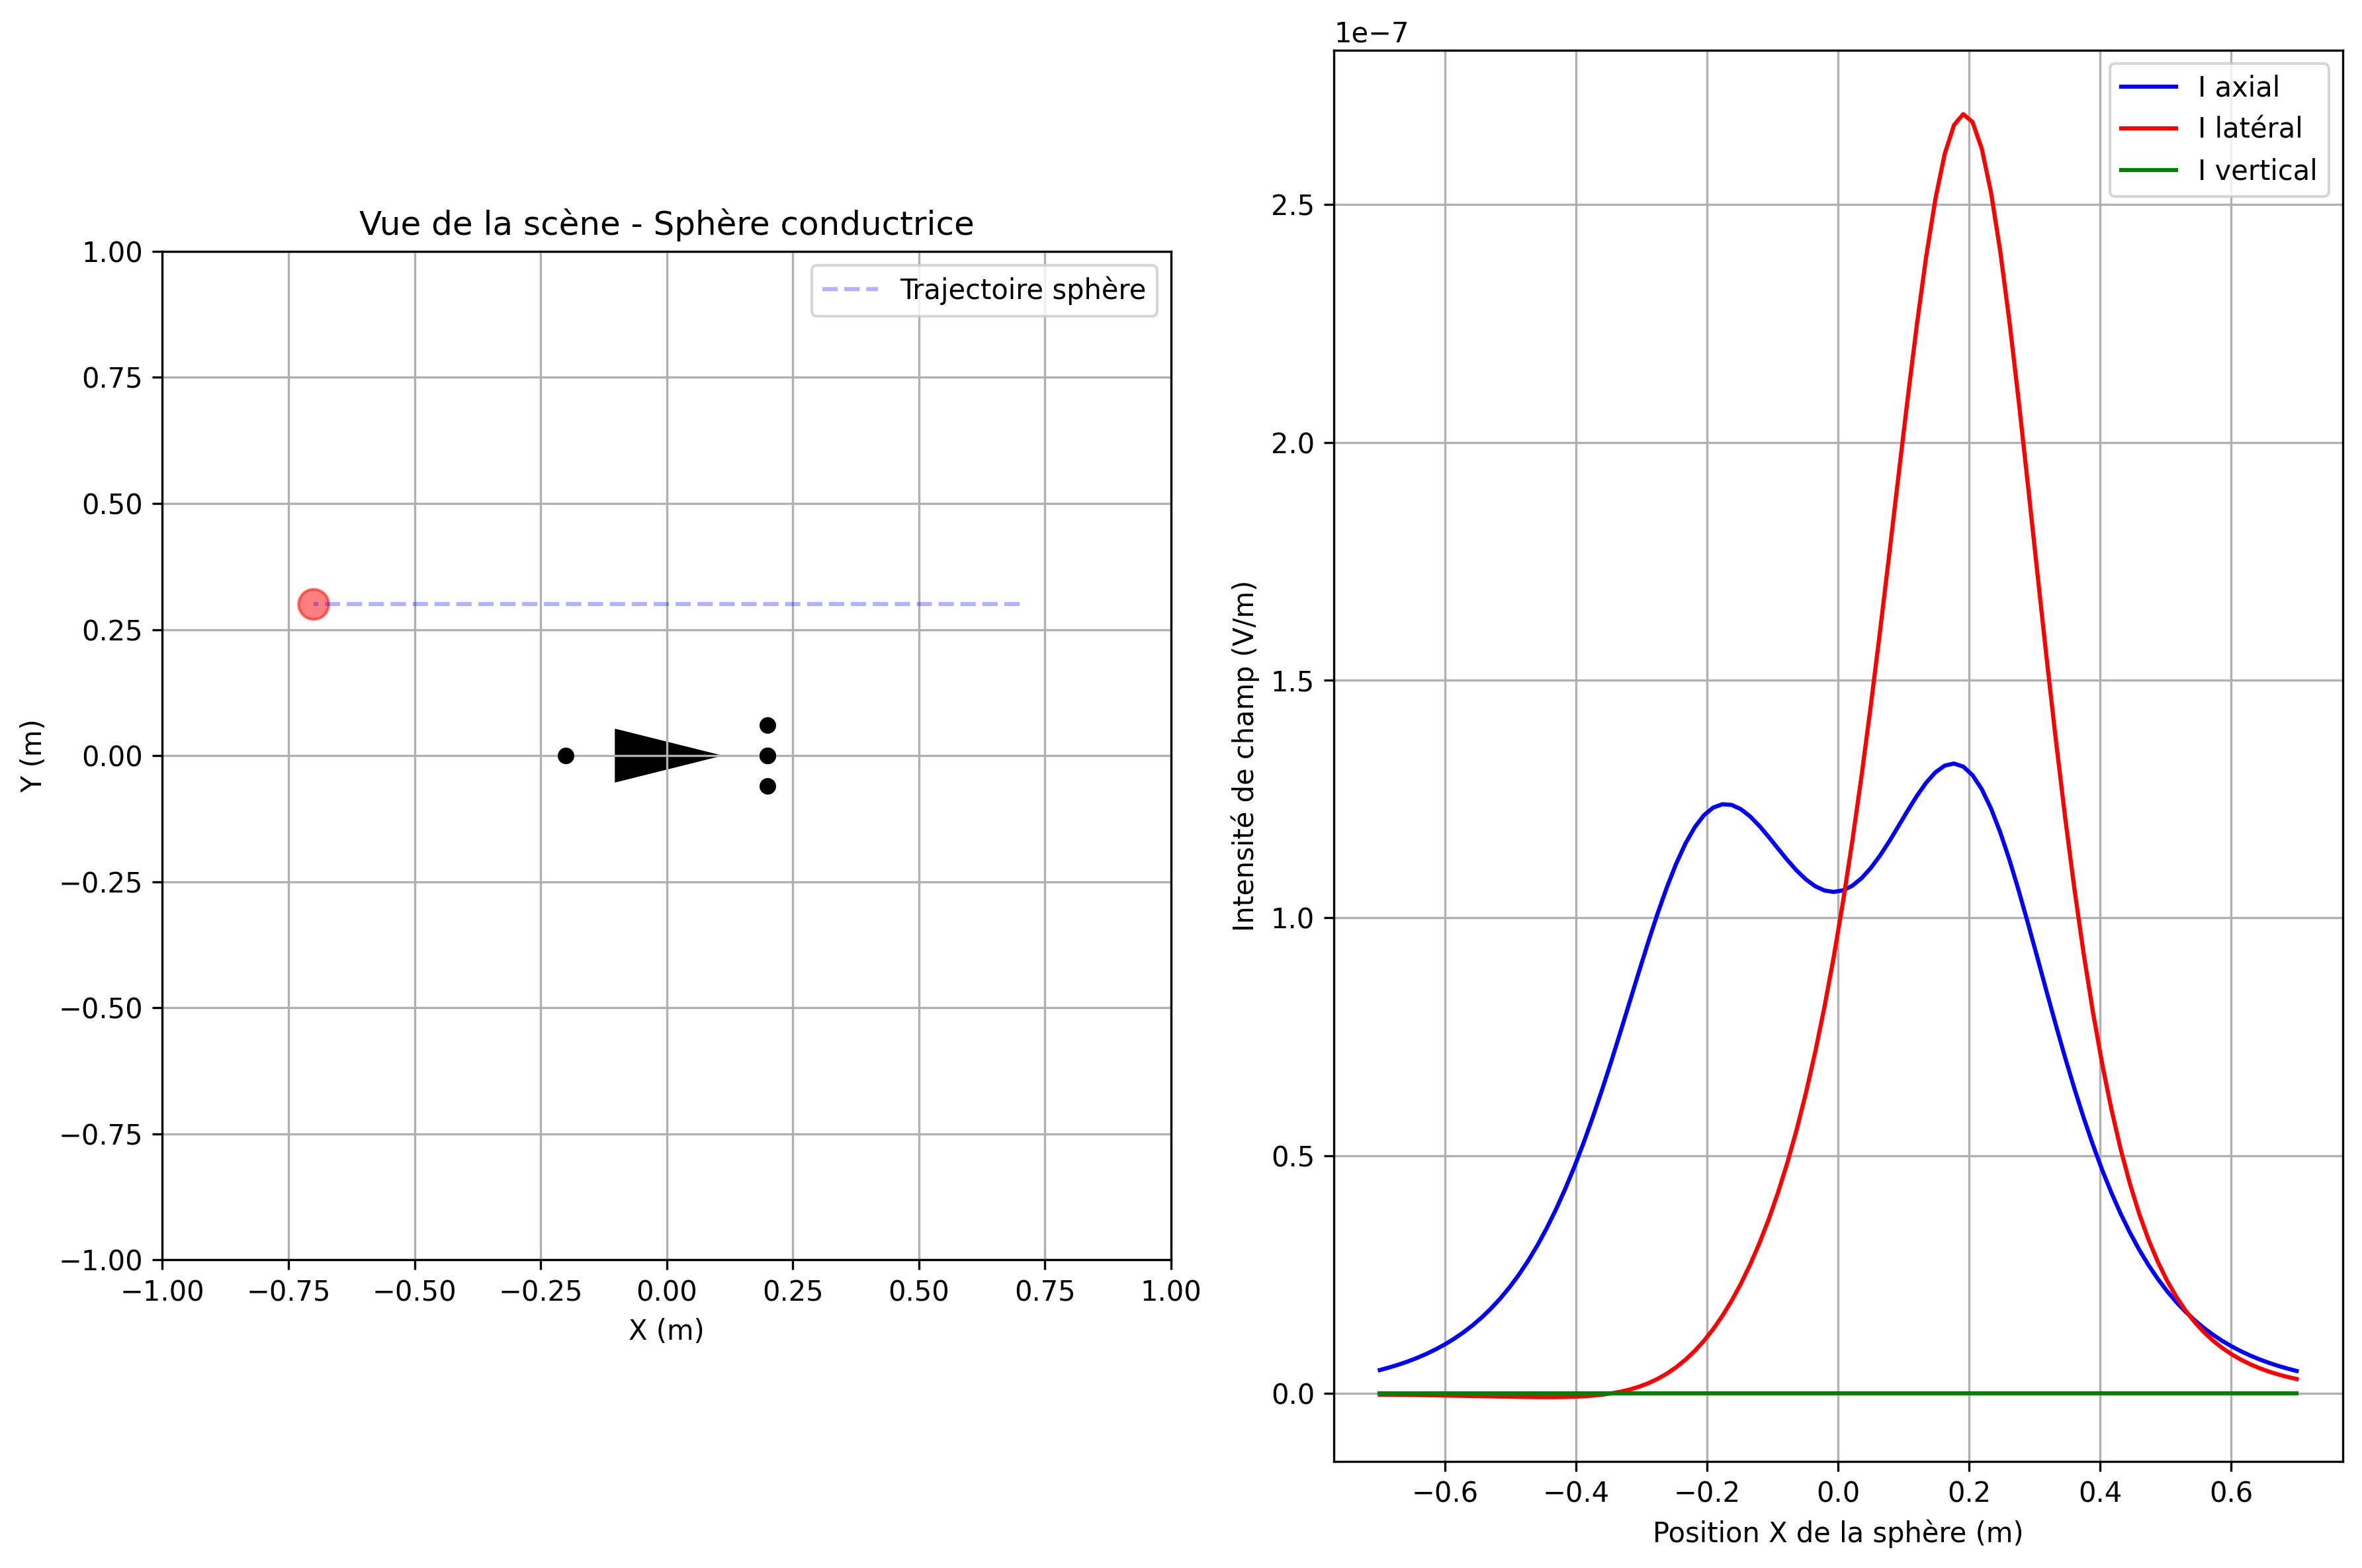 Vue de la scène - Sphère conductrice
Trajectoire sphère
1.00
0.75
0.50
0.25
0.00
−0.25
−0.50
−0.75
−1.00
Y (m)
−1.00 −0.75 −0.50 −0.25 0.00 0.25 0.50 0.75 1.00
X (m)
1e−7
I axial
I latéral
I vertical
2.5
2.0
1.5
1.0
0.5
0.0
Intensité de champ (V/m)
−0.6 −0.4 −0.2 0.0 0.2 0.4 0.6
Position X de la sphère (m)